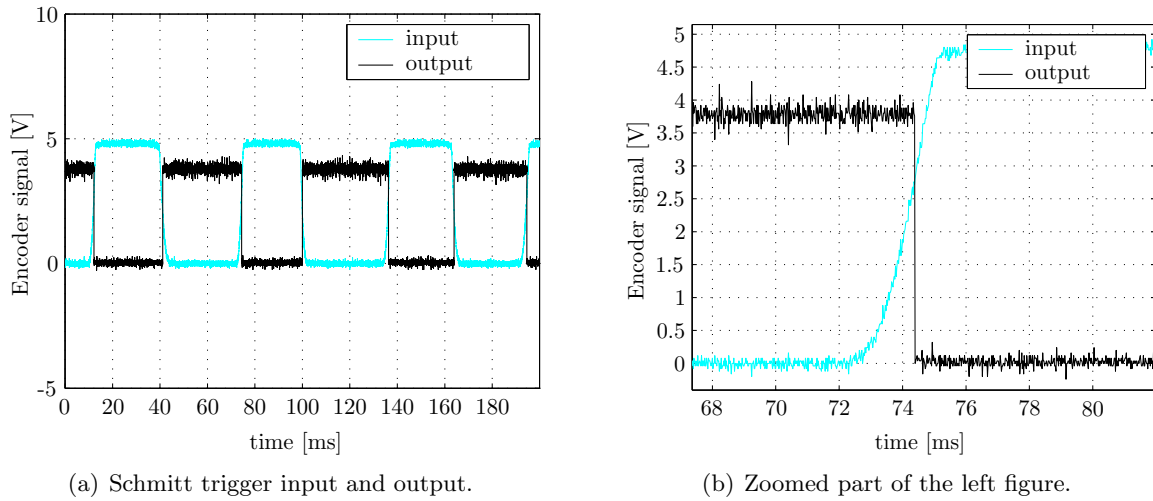 10
5
0
-5
Encoder signal [V]
input
output
0 20 40 60 80 100 120 140 160 180
time [ms]
(a) Schmitt trigger input and output.
5
4.5
4
3.5
3
2.5
2
1.5
1
0.5
0
Encoder signal [V]
input
output
68 70 72 74 76 78 80
time [ms]
(b) Zoomed part of the left figure.